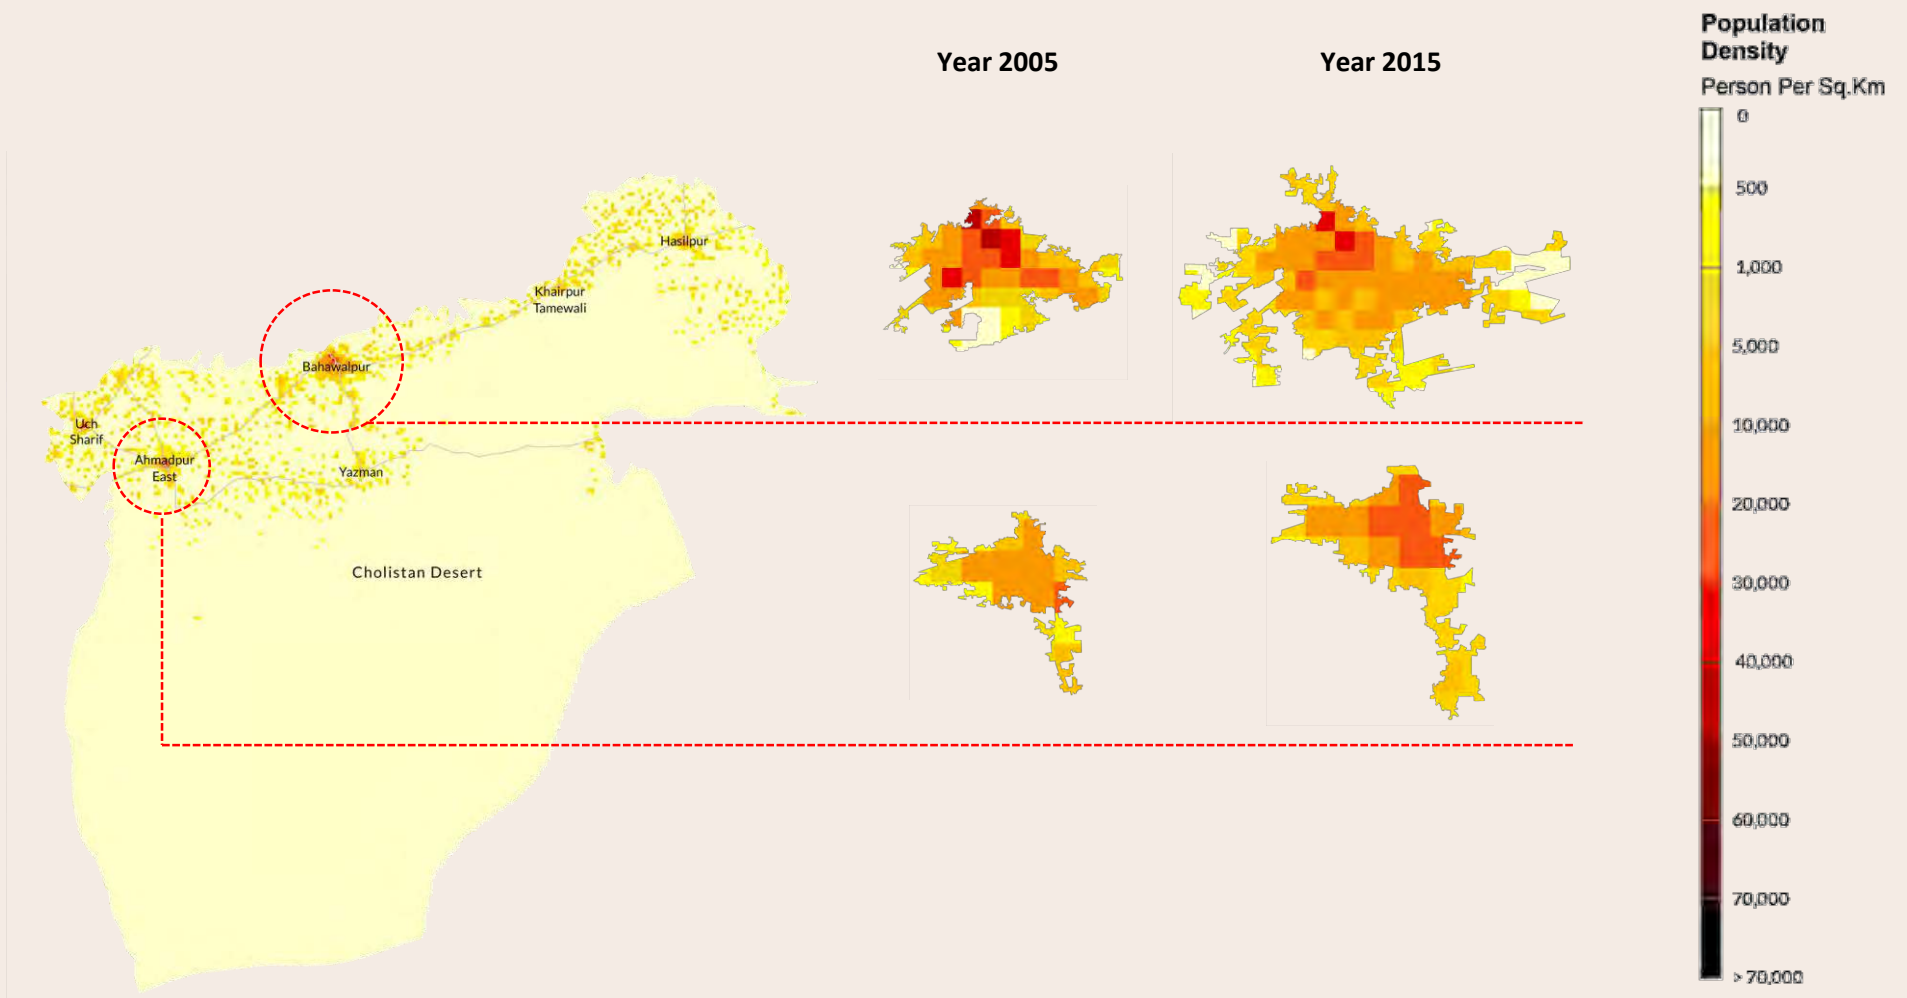 Year 2005
Year 2015
Population
Density
Person Per Sq.Km
0
500
1,000
5,000
10,000
20,000
30,000
40,000
50,000
60,000
70,000
> 70,000
Hasilpur
Khairpur
Tamewali
Bahawalpur
Uch
Sharif
Ahmadpur
East
Yazman
Cholistan Desert